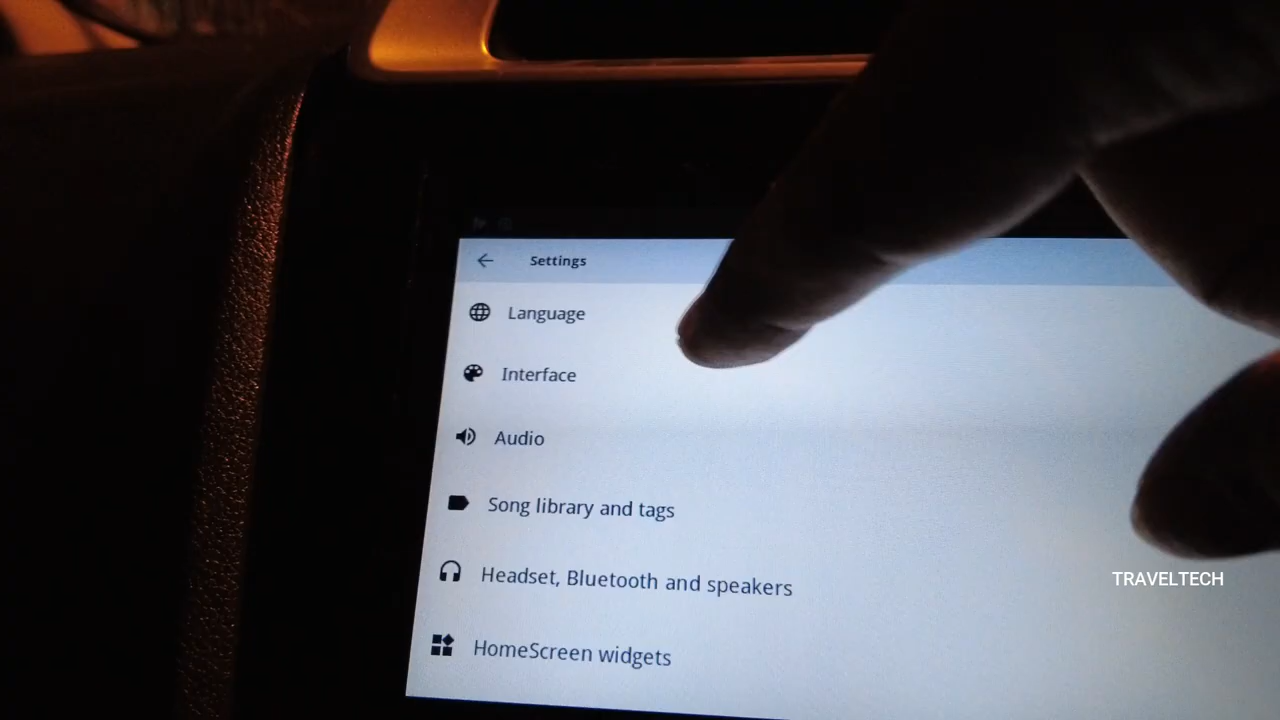 Settings
Language
Interface
Audio
Song library and tags
Headset, Bluetooth and speakers
TRAVELTECH
HomeScreen widgets